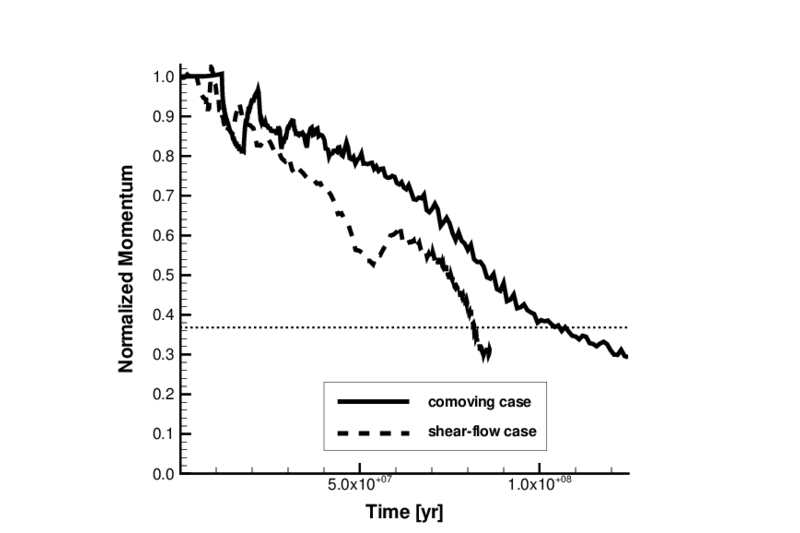 Normalized Momentum
1.0
0.9
0.8
0.7
0.6
0.5
0.4
0.3
0.2
0.1
0.0
comoving case
shear-flow case
5.0x10⁺⁰⁷
1.0x10⁺⁰⁸
Time [yr]